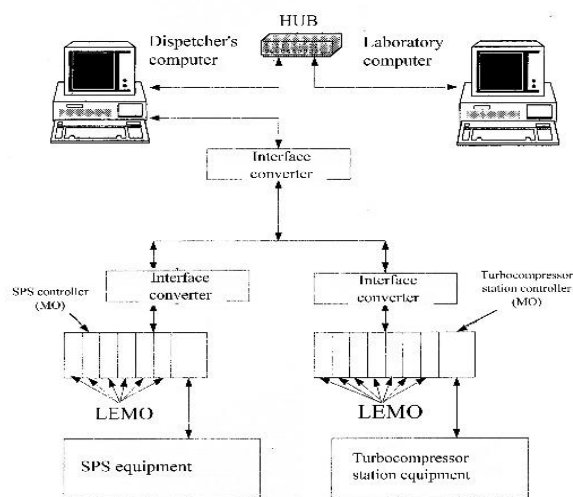 HUB
Dispetcher's
computer
Laboratory
computer
Interface
converter
SPS controller
(MO)
Interface
converter
Interface
converter
Turbocompressor
station controller
(MO)
LEMO
LEMO
SPS equipment
Turbocompressor
station equipment